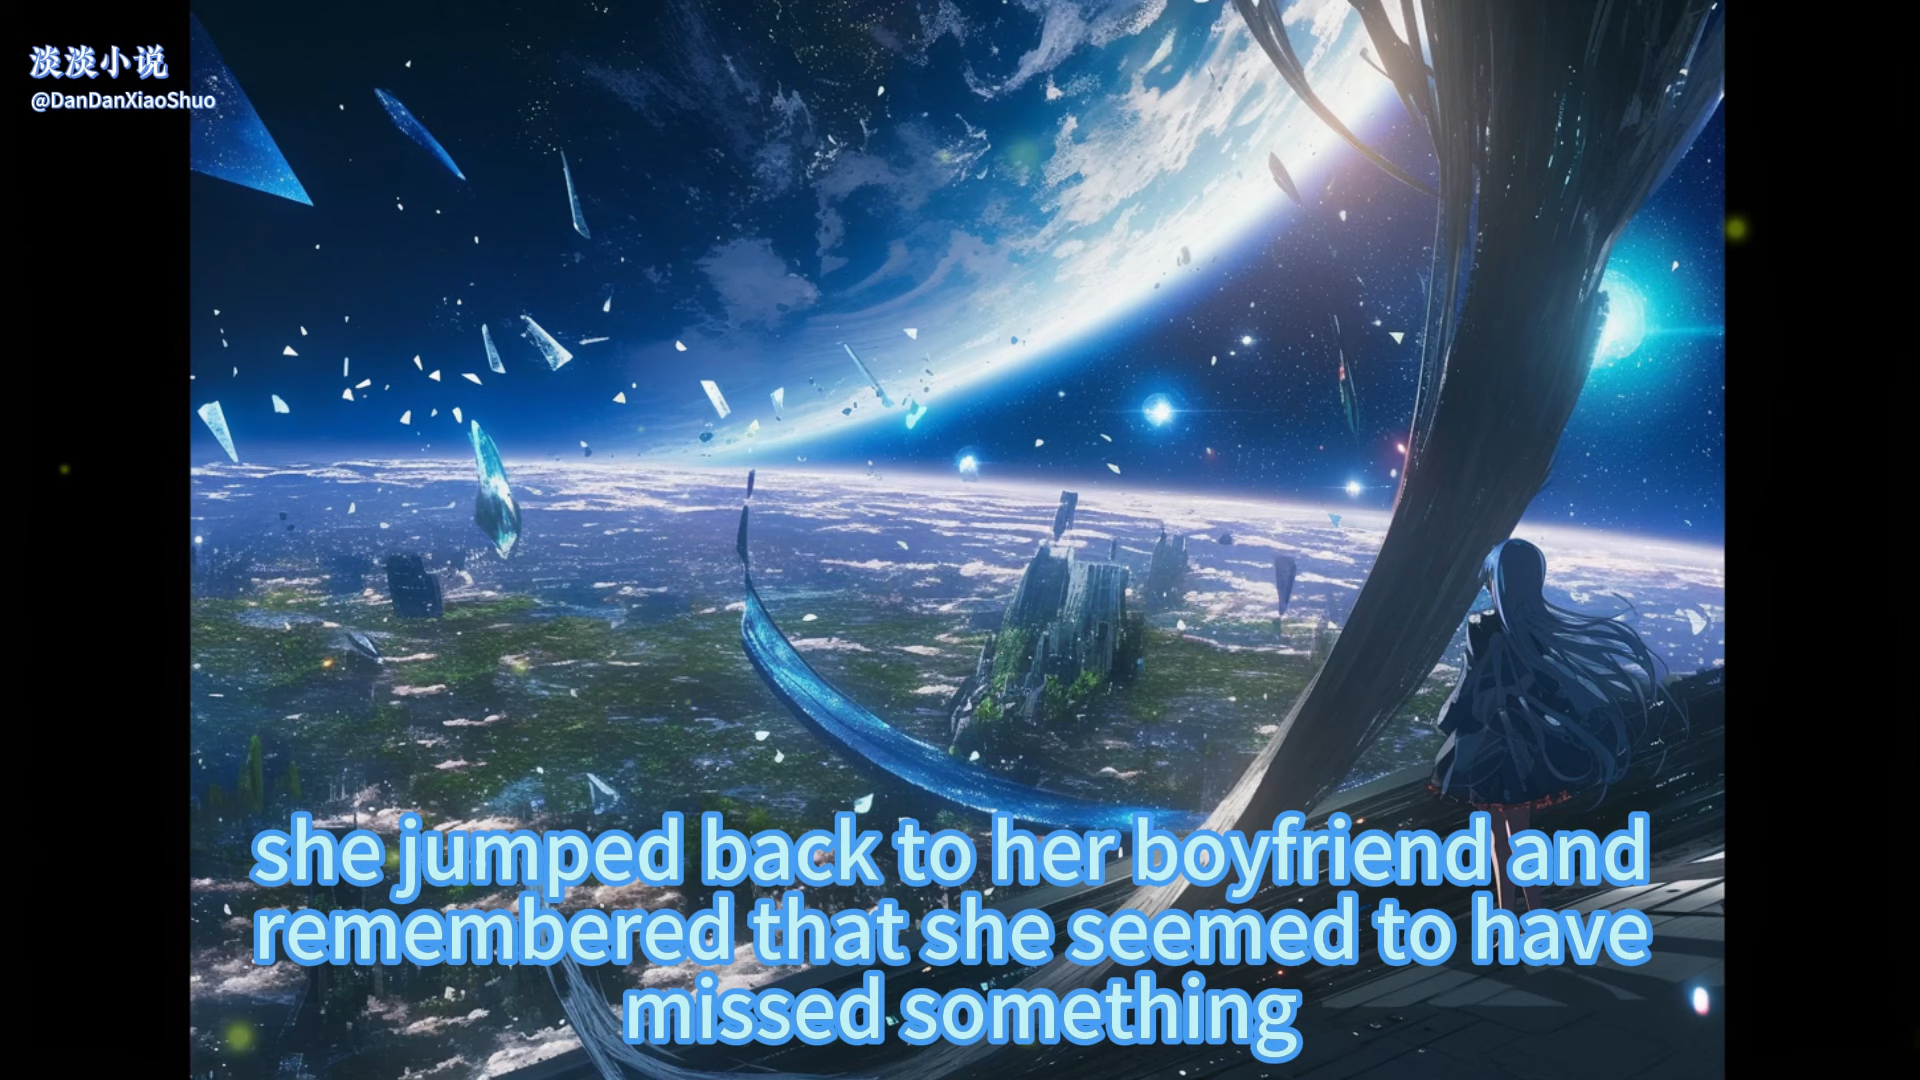 淡淡小说
@DanDanXiaoShuo
she jumped back to her boyfriend and
remembered that she seemed to have
missed something